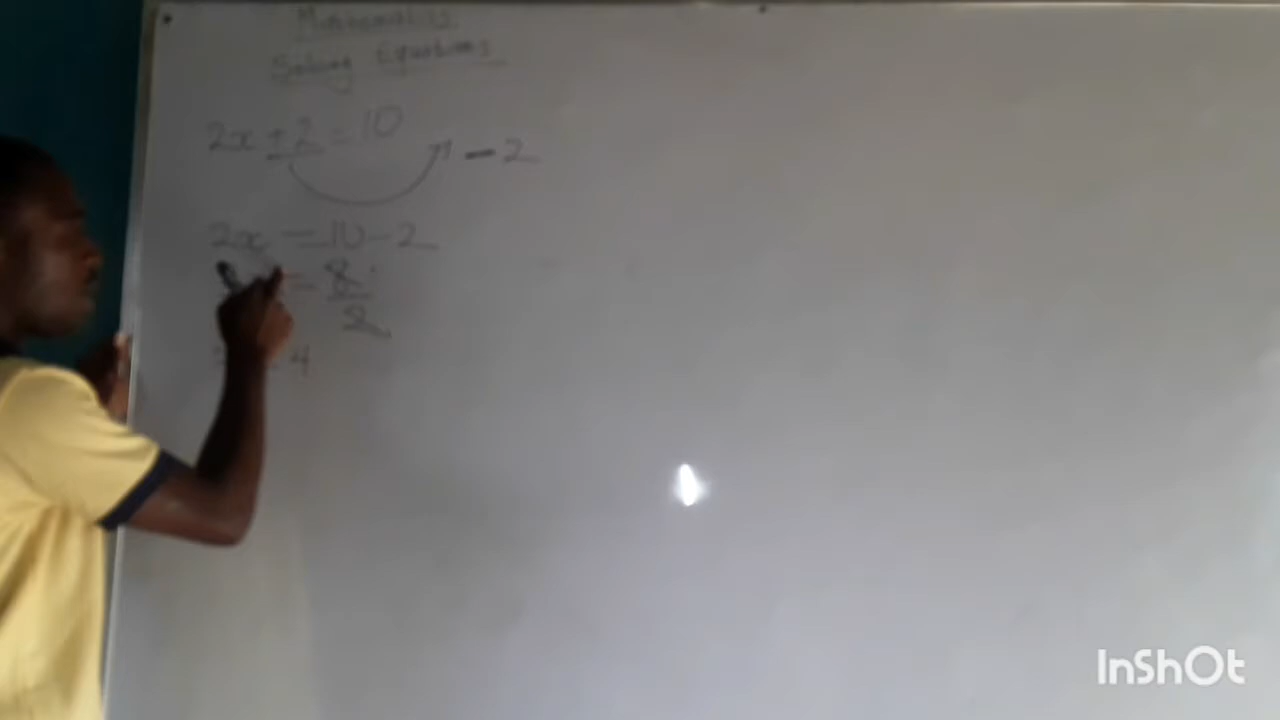 Mathematics
Solving Equations
2x + 2 = 10
- 2
2x = 10 - 2
= 8
2
4
InShOt